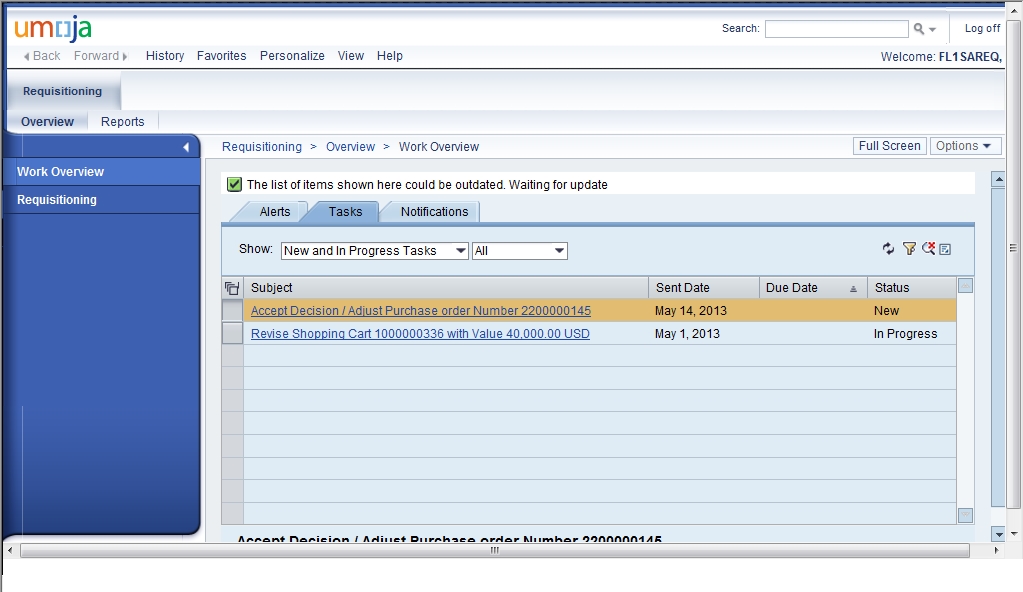 umoja
Search:
Log off
Back Forward History Favorites Personalize View Help
Welcome: FL1SAREQ,
Requisitioning
Overview Reports
Work Overview
Requisitioning
Requisitioning > Overview > Work Overview
Full Screen Options
The list of items shown here could be outdated. Waiting for update
Alerts Tasks Notifications
Show: New and In Progress Tasks All
Subject Sent Date Due Date Status
Accept Decision / Adjust Purchase order Number 2200000145 May 14, 2013 New
Revise Shopping Cart 1000000336 with Value 40,000.00 USD May 1, 2013 In Progress
Accept Decision / Adjust Purchase order Number 2200000145